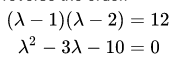 (λ − 1)(λ − 2) = 12
λ² − 3λ − 10 = 0